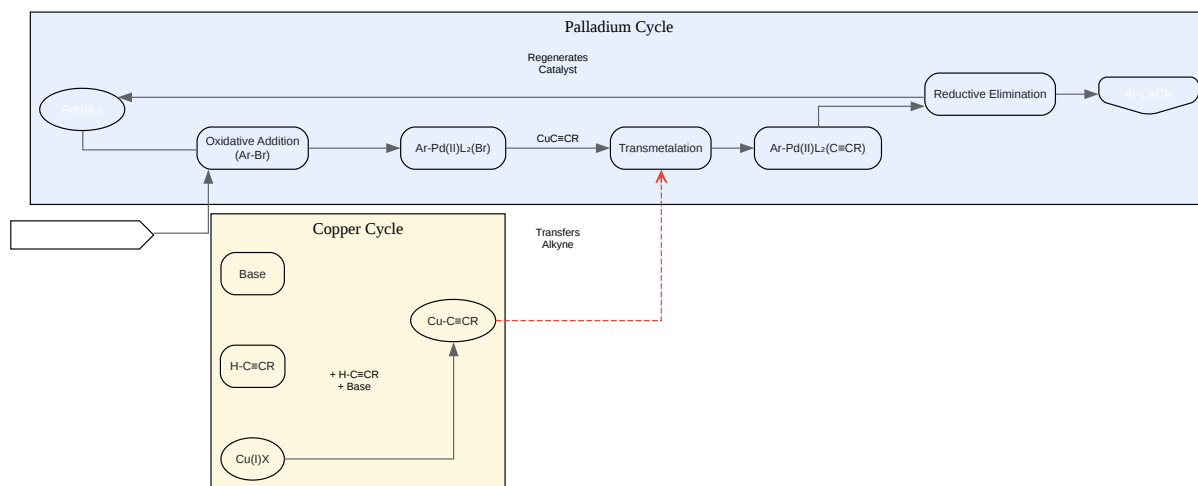 Palladium Cycle
Regenerates
Catalyst
Pd(0)L₂
Oxidative Addition
(Ar-Br)
Ar-Pd(II)L₂(Br)
CuC≡CR
Transmetalation
Ar-Pd(II)L₂(C≡CR)
Reductive Elimination
Ar-C≡CR
Copper Cycle
Transfers
Alkyne
Base
Cu-C≡CR
H-C≡CR
+ H-C≡CR
+ Base
Cu(I)X